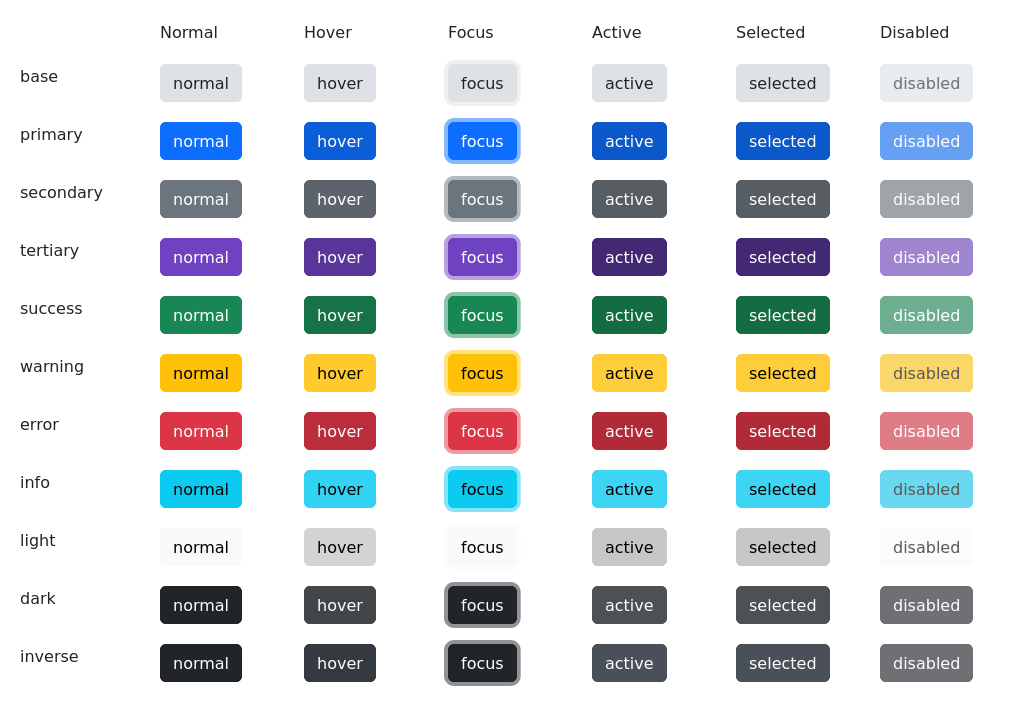 Normal Hover Focus Active Selected Disabled
base normal hover focus active selected disabled
primary normal hover focus active selected disabled
secondary normal hover focus active selected disabled
tertiary normal hover focus active selected disabled
success normal hover focus active selected disabled
warning normal hover focus active selected disabled
error normal hover focus active selected disabled
info normal hover focus active selected disabled
light normal hover focus active selected disabled
dark normal hover focus active selected disabled
inverse normal hover focus active selected disabled